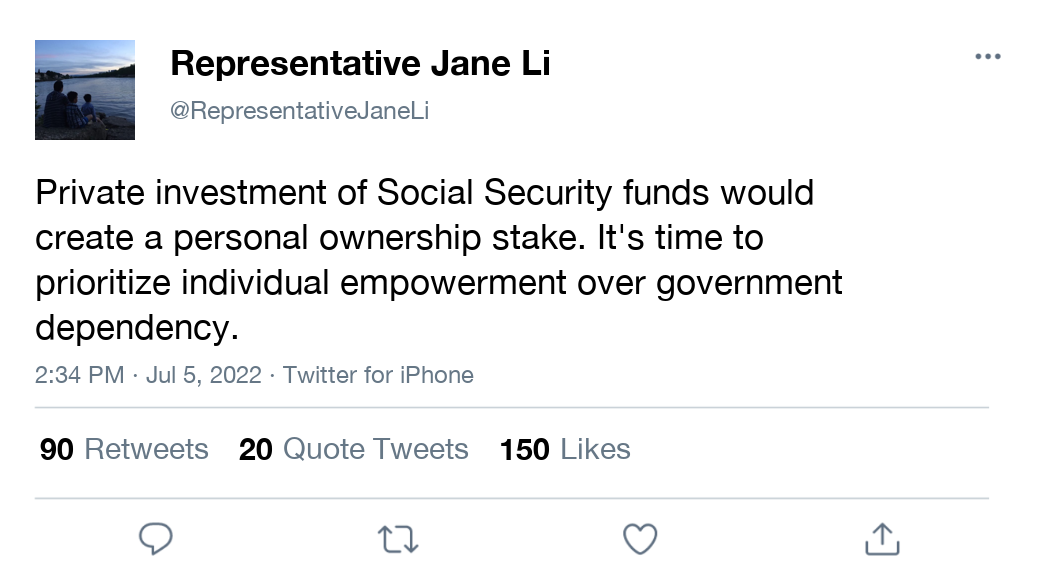 Representative Jane Li
@RepresentativeJaneLi
Private investment of Social Security funds would
create a personal ownership stake. It's time to
prioritize individual empowerment over government
dependency.
2:34 PM · Jul 5, 2022 · Twitter for iPhone
90 Retweets 20 Quote Tweets 150 Likes